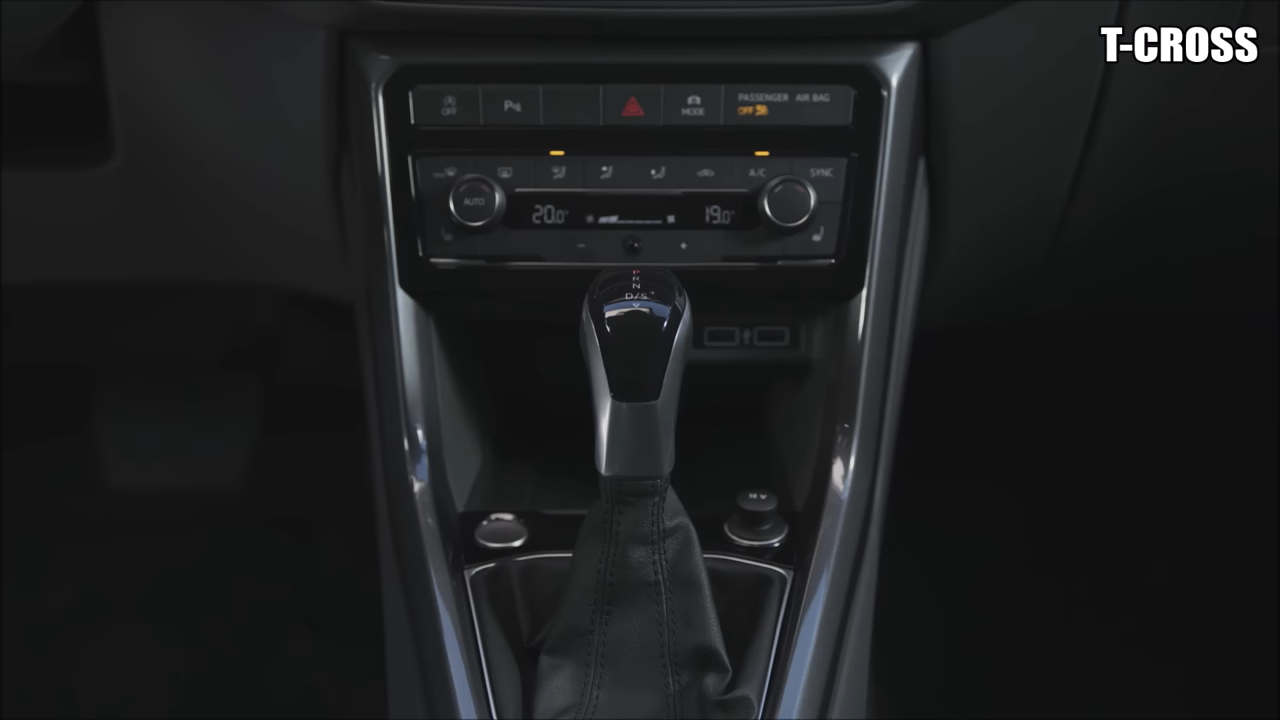 T-CROSS
OFF
P
MODE
PASSENGER AIR BAG
OFF
A/C
SYNC
AUTO
20.0°
19.0°
- +
P
R
N
D/S